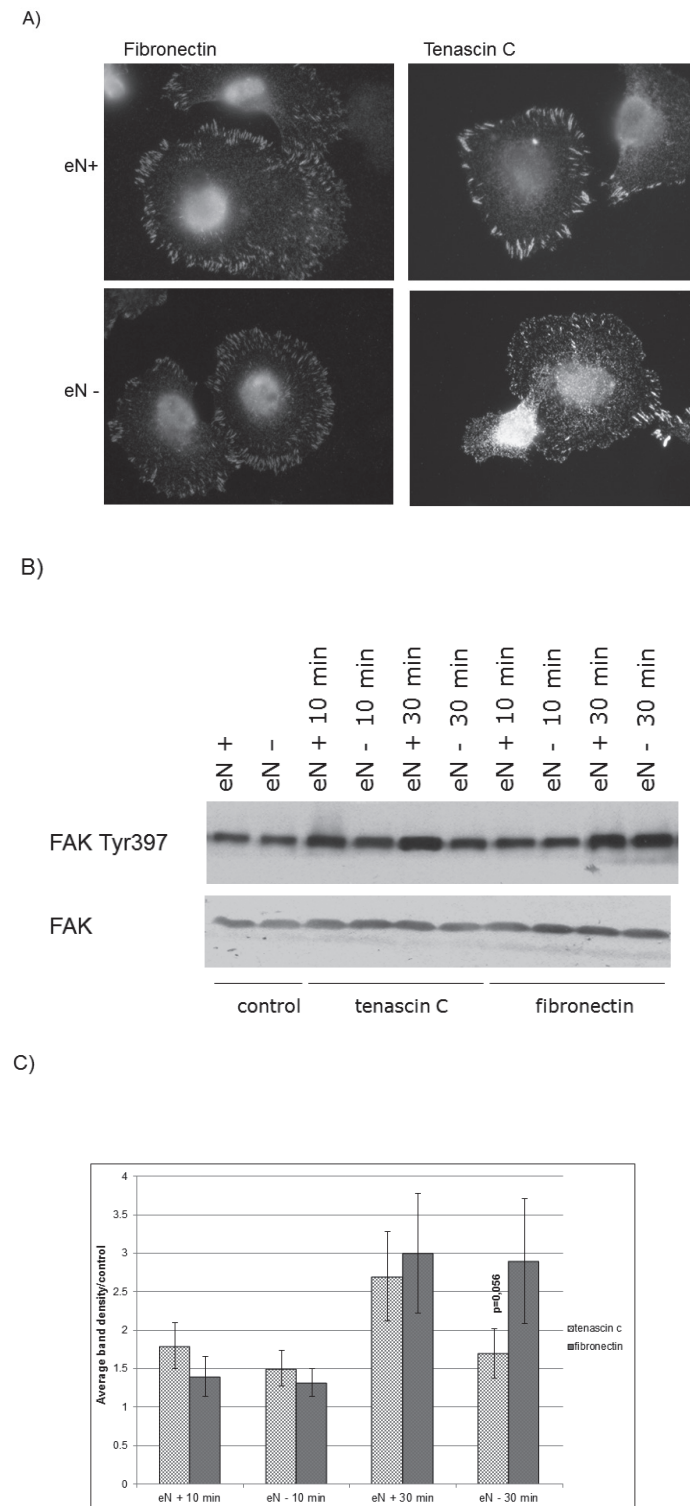 A)
Fibronectin
Tenascin C
eN+
eN -
B)
eN +
eN –
eN + 10 min
eN - 10 min
eN + 30 min
eN - 30 min
eN + 10 min
eN - 10 min
eN + 30 min
eN - 30 min
FAK Tyr397
FAK
control
tenascin C
fibronectin
C)
4
3.5
3
2.5
2
1.5
1
0.5
0
Average band density/control
p=0,056
tenascin c
fibronectin
eN + 10 min
eN - 10 min
eN + 30 min
eN - 30 min